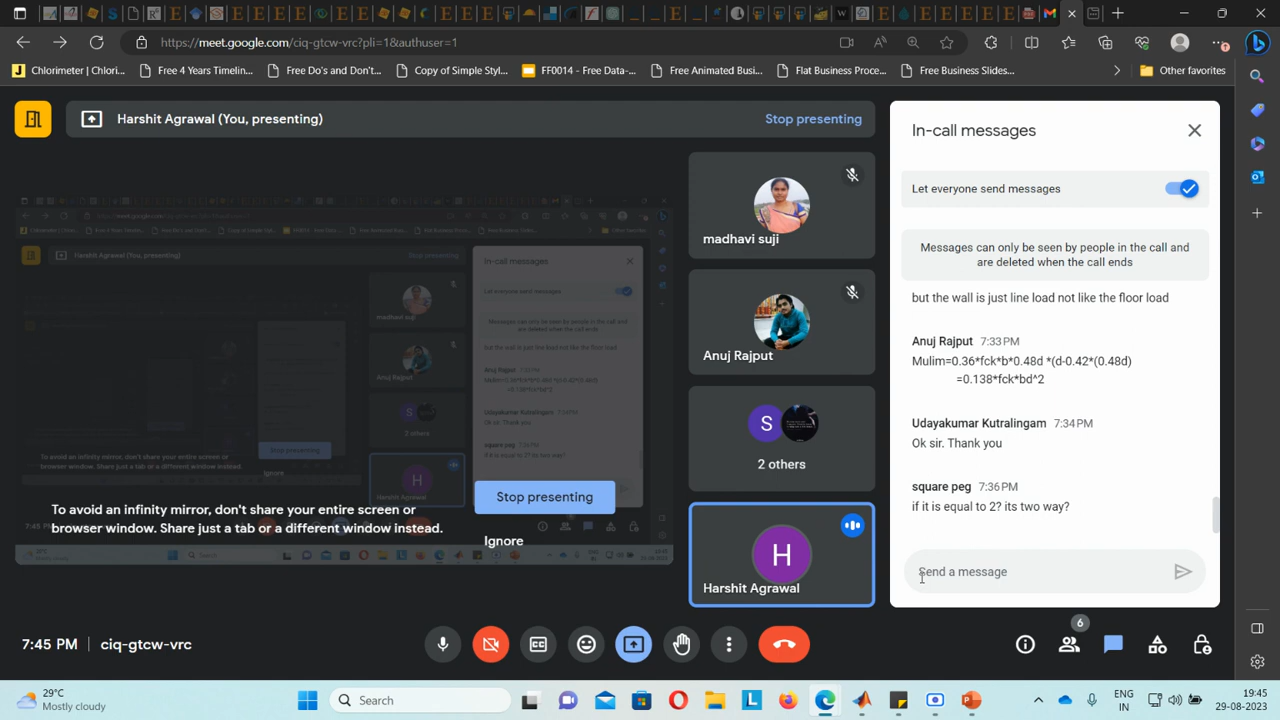 https://meet.google.com/ciq-gtcw-vrc?pli=1&authuser=1
Chlorimeter | Chlori...
Free 4 Years Timelin...
Free Do's and Don't...
Copy of Simple Styl...
FF0014 - Free Data-...
Free Animated Busi...
Flat Business Proce...
Free Business Slides...
Other favorites
Harshit Agrawal (You, presenting)
Stop presenting
madhavi suji
Anuj Rajput
S
2 others
H
Harshit Agrawal
To avoid an infinity mirror, don't share your entire screen or
browser window. Share just a tab or a different window instead.
Stop presenting
Ignore
In-call messages
Let everyone send messages
Messages can only be seen by people in the call and
are deleted when the call ends
but the wall is just line load not like the floor load
Anuj Rajput 7:33 PM
Mulim=0.36*fck*b*0.48d *(d-0.42*(0.48d)
=0.138*fck*bd^2
Udayakumar Kutralingam 7:34 PM
Ok sir. Thank you
square peg 7:36 PM
if it is equal to 2? its two way?
Send a message
7:45 PM | ciq-gtcw-vrc
6
29°C
Mostly cloudy
Search
ENG
IN
19:45
29-08-2023